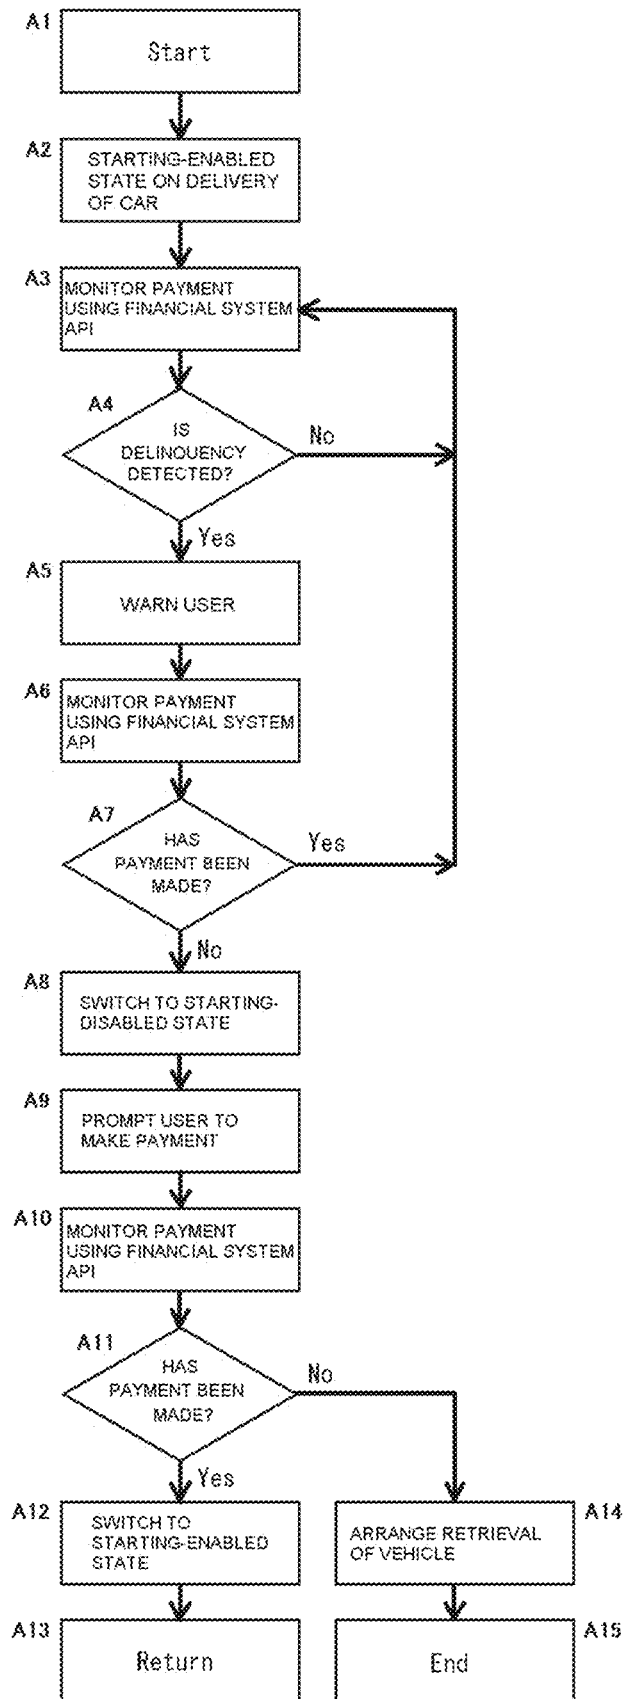 A1
Start
A2
STARTING-ENABLED
STATE ON DELIVERY
OF CAR
A3
MONITOR PAYMENT
USING FINANCIAL SYSTEM
API
A4
IS
DELINQUENCY
DETECTED?
No
Yes
A5
WARN USER
A6
MONITOR PAYMENT
USING FINANCIAL SYSTEM
API
A7
HAS
PAYMENT BEEN
MADE?
Yes
No
A8
SWITCH TO STARTING-
DISABLED STATE
A9
PROMPT USER TO
MAKE PAYMENT
A10
MONITOR PAYMENT
USING FINANCIAL SYSTEM
API
A11
HAS
PAYMENT BEEN
MADE?
No
Yes
A12
SWITCH TO
STARTING-ENABLED
STATE
A14
ARRANGE RETRIEVAL
OF VEHICLE
A13
Return
A15
End